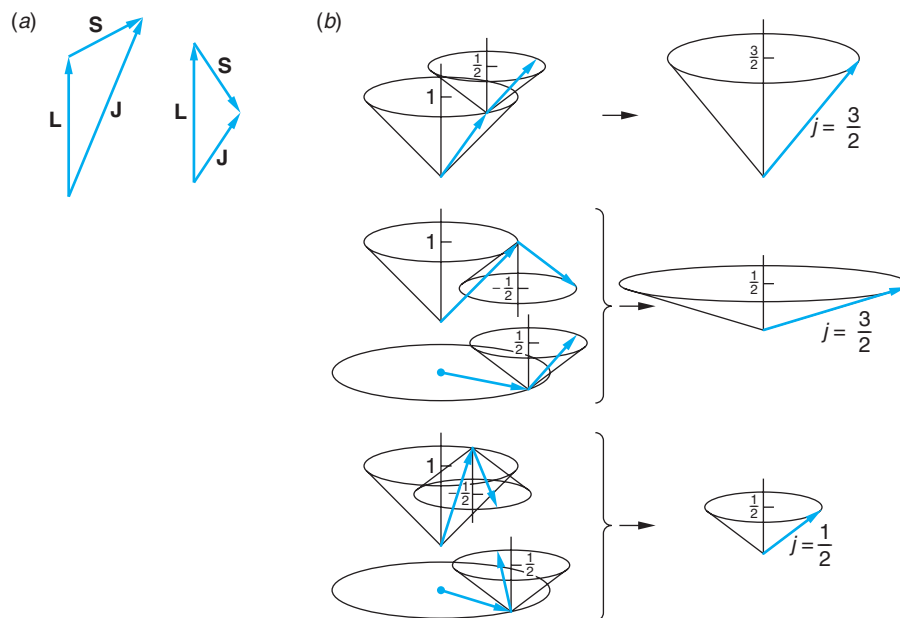 (a)
S
L
J
S
L
J
(b)
1/2
1
3/2
j = 3/2
1
-1/2
1/2
1/2
j = 3/2
1
-1/2
1/2
1/2
j = 1/2